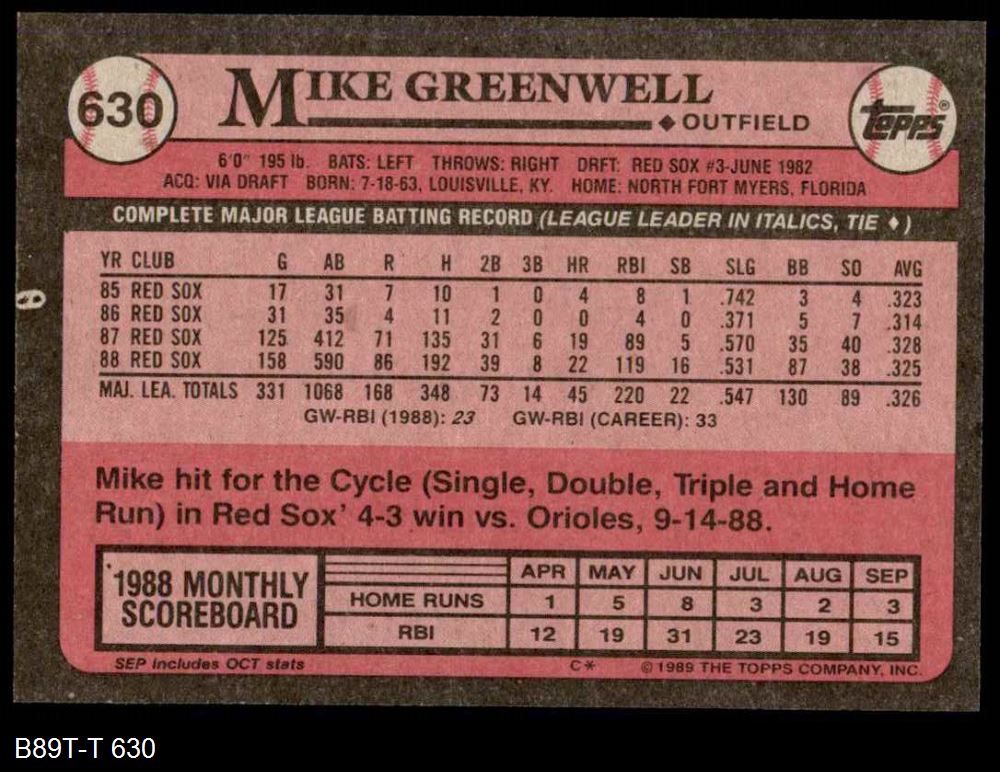 630
MIKE GREENWELL
◆ OUTFIELD
Topps®
6'0" 195 lb. BATS: LEFT THROWS: RIGHT DRFT: RED SOX #3-JUNE 1982
ACQ: VIA DRAFT BORN: 7-18-63, LOUISVILLE, KY. HOME: NORTH FORT MYERS, FLORIDA
COMPLETE MAJOR LEAGUE BATTING RECORD (LEAGUE LEADER IN ITALICS, TIE ♦)
YR CLUB G AB R H 2B 3B HR RBI SB SLG BB SO AVG
85 RED SOX 17 31 7 10 1 0 4 8 1 .742 3 4 .323
86 RED SOX 31 35 4 11 2 0 0 4 0 .371 5 7 .314
87 RED SOX 125 412 71 135 31 6 19 89 5 .570 35 40 .328
88 RED SOX 158 590 86 192 39 8 22 119 16 .531 87 38 .325
MAJ. LEA. TOTALS 331 1068 168 348 73 14 45 220 22 .547 130 89 .326
GW-RBI (1988): 23 GW-RBI (CAREER): 33
Mike hit for the Cycle (Single, Double, Triple and Home
Run) in Red Sox' 4-3 win vs. Orioles, 9-14-88.
1988 MONTHLY
SCOREBOARD
APR MAY JUN JUL AUG SEP
HOME RUNS 1 5 8 3 2 3
RBI 12 19 31 23 19 15
SEP includes OCT stats C* © 1989 THE TOPPS COMPANY, INC.
B89T-T 630